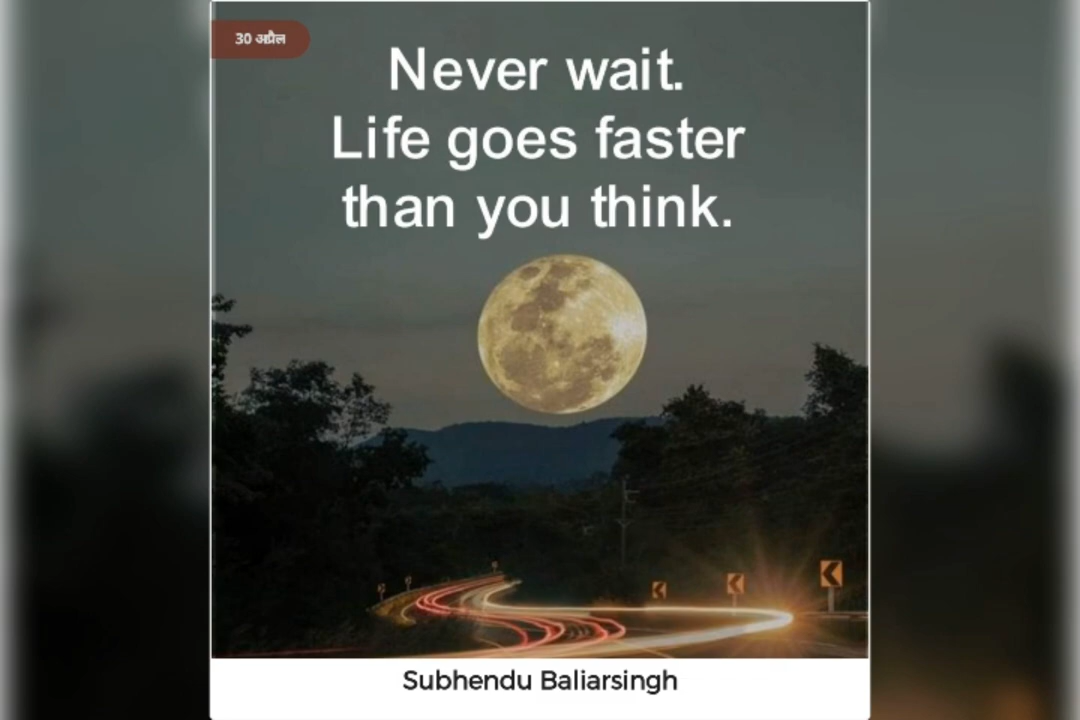 30 अप्रैल
Never wait.
Life goes faster
than you think.
Subhendu Baliarsingh